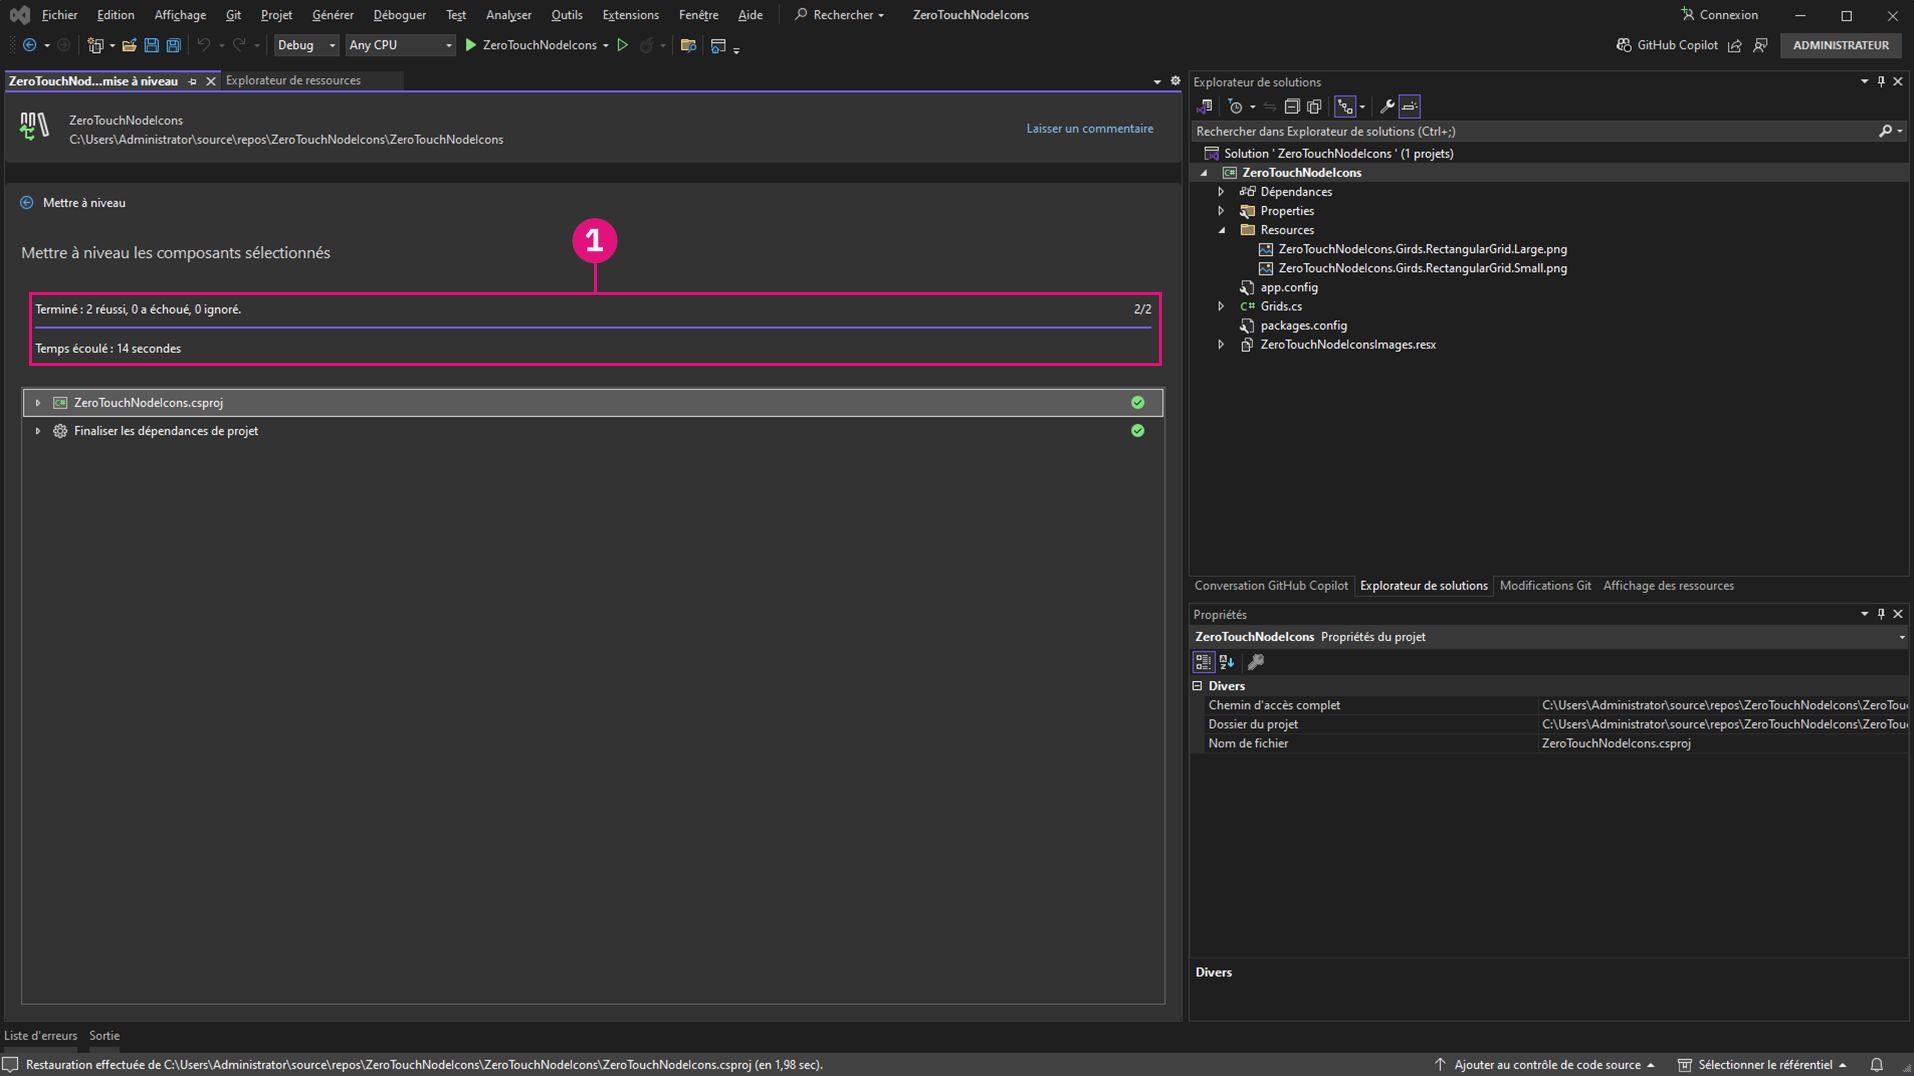 Fichier Edition Affichage Git Projet Générer Déboguer Test Analyser Outils Extensions Fenêtre Aide Rechercher ZeroTouchNodeIcons Connexion
Debug Any CPU ZeroTouchNodeIcons GitHub Copilot ADMINISTRATEUR
ZeroTouchNod...mise à niveau Explorateur de ressources
ZeroTouchNodeIcons
C:\Users\Administrator\source\repos\ZeroTouchNodeIcons\ZeroTouchNodeIcons
Laisser un commentaire
Mettre à niveau
Mettre à niveau les composants sélectionnés
1
Terminé : 2 réussi, 0 a échoué, 0 ignoré. 2/2
Temps écoulé : 14 secondes
ZeroTouchNodeIcons.csproj
Finaliser les dépendances de projet
Explorateur de solutions
Rechercher dans Explorateur de solutions (Ctrl+;)
Solution ' ZeroTouchNodeIcons ' (1 projets)
ZeroTouchNodeIcons
Dépendances
Properties
Resources
ZeroTouchNodeIcons.Girds.RectangularGrid.Large.png
ZeroTouchNodeIcons.Girds.RectangularGrid.Small.png
app.config
C# Grids.cs
packages.config
ZeroTouchNodeIconsImages.resx
Conversation GitHub Copilot Explorateur de solutions Modifications Git Affichage des ressources
Propriétés
ZeroTouchNodeIcons Propriétés du projet
Divers
Chemin d'accès complet C:\Users\Administrator\source\repos\ZeroTouchNodeIcons\ZeroTou
Dossier du projet C:\Users\Administrator\source\repos\ZeroTouchNodeIcons\ZeroTou
Nom de fichier ZeroTouchNodeIcons.csproj
Divers
Liste d'erreurs Sortie
Restauration effectuée de C:\Users\Administrator\source\repos\ZeroTouchNodeIcons\ZeroTouchNodeIcons\ZeroTouchNodeIcons.csproj (en 1,98 sec). Ajouter au contrôle de code source Sélectionner le référentiel